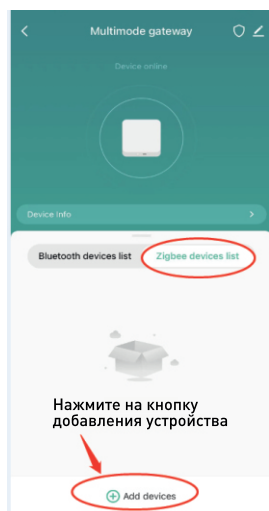 Multimode gateway
Device online
Device Info
Bluetooth devices list
Zigbee devices list
Нажмите на кнопку
добавления устройства
Add devices